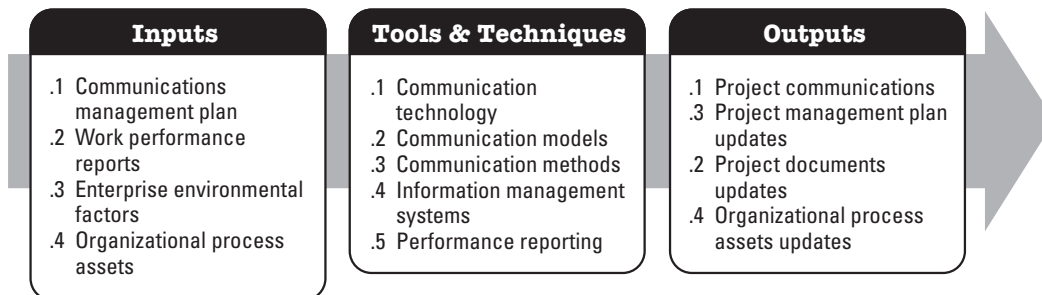 Inputs
.1 Communications
management plan
.2 Work performance
reports
.3 Enterprise environmental
factors
.4 Organizational process
assets
Tools & Techniques
.1 Communication
technology
.2 Communication models
.3 Communication methods
.4 Information management
systems
.5 Performance reporting
Outputs
.1 Project communications
.3 Project management plan
updates
.2 Project documents
updates
.4 Organizational process
assets updates